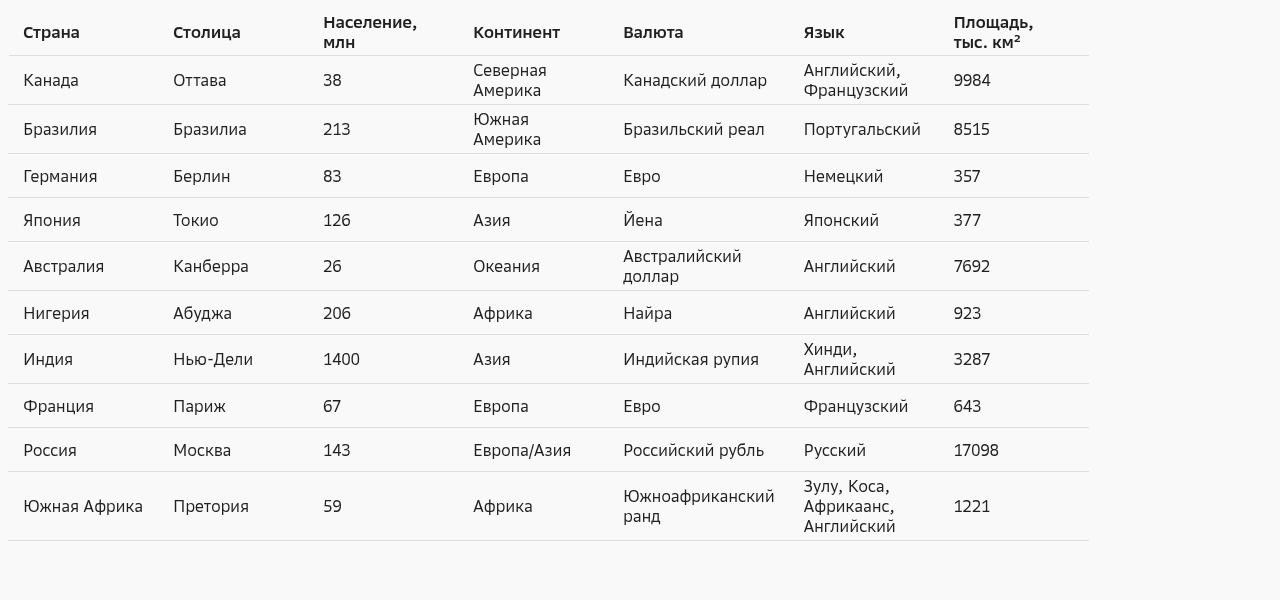 Страна Столица Население, млн Континент Валюта Язык Площадь, тыс. км²
Канада Оттава 38 Северная Америка Канадский доллар Английский, Французский 9984
Бразилия Бразилиа 213 Южная Америка Бразильский реал Португальский 8515
Германия Берлин 83 Европа Евро Немецкий 357
Япония Токио 126 Азия Йена Японский 377
Австралия Канберра 26 Океания Австралийский доллар Английский 7692
Нигерия Абуджа 206 Африка Найра Английский 923
Индия Нью-Дели 1400 Азия Индийская рупия Хинди, Английский 3287
Франция Париж 67 Европа Евро Французский 643
Россия Москва 143 Европа/Азия Российский рубль Русский 17098
Южная Африка Претория 59 Африка Южноафриканский ранд Зулу, Коса, Африкаанс, Английский 1221